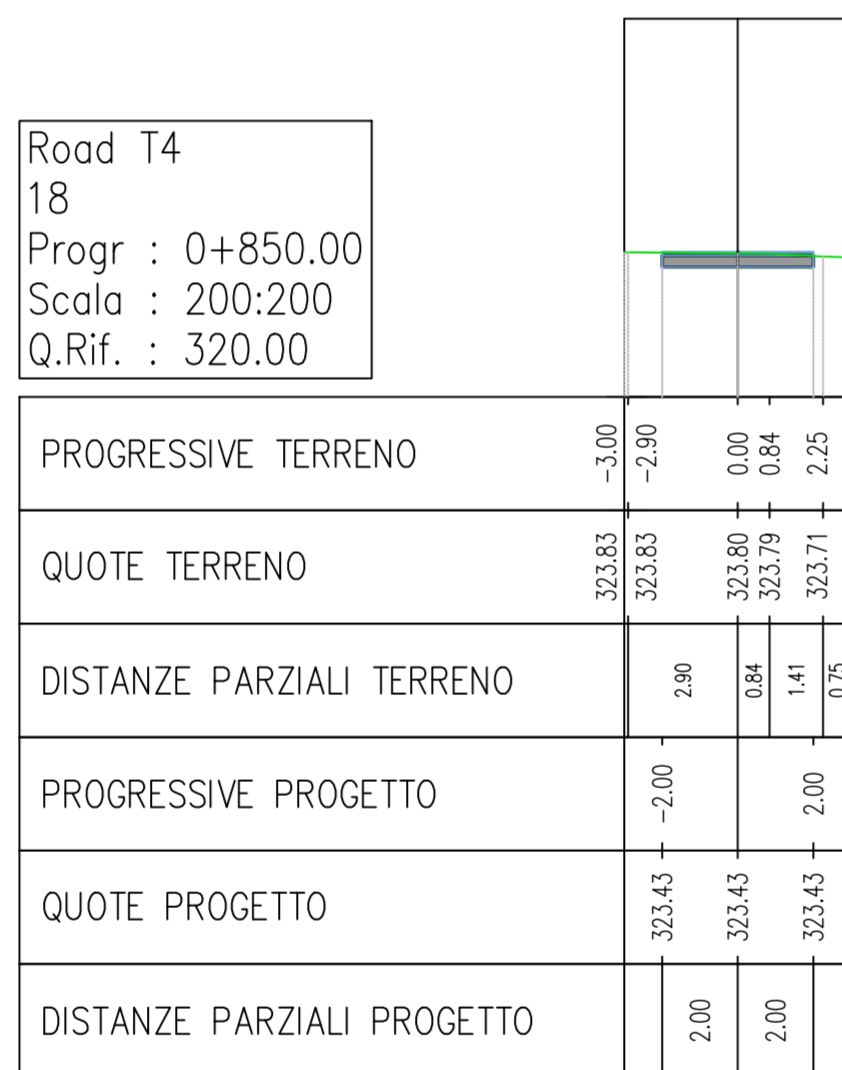 Road T4
18
Progr : 0+850.00
Scala : 200:200
Q.Rif. : 320.00
PROGRESSIVE TERRENO -3.00 -2.90 0.00 0.84 2.25
QUOTE TERRENO 323.83 323.83 323.80 323.79 323.71
DISTANZE PARZIALI TERRENO 2.90 0.84 1.41 0.75
PROGRESSIVE PROGETTO -2.00 2.00
QUOTE PROGETTO 323.43 323.43 323.43
DISTANZE PARZIALI PROGETTO 2.00 2.00